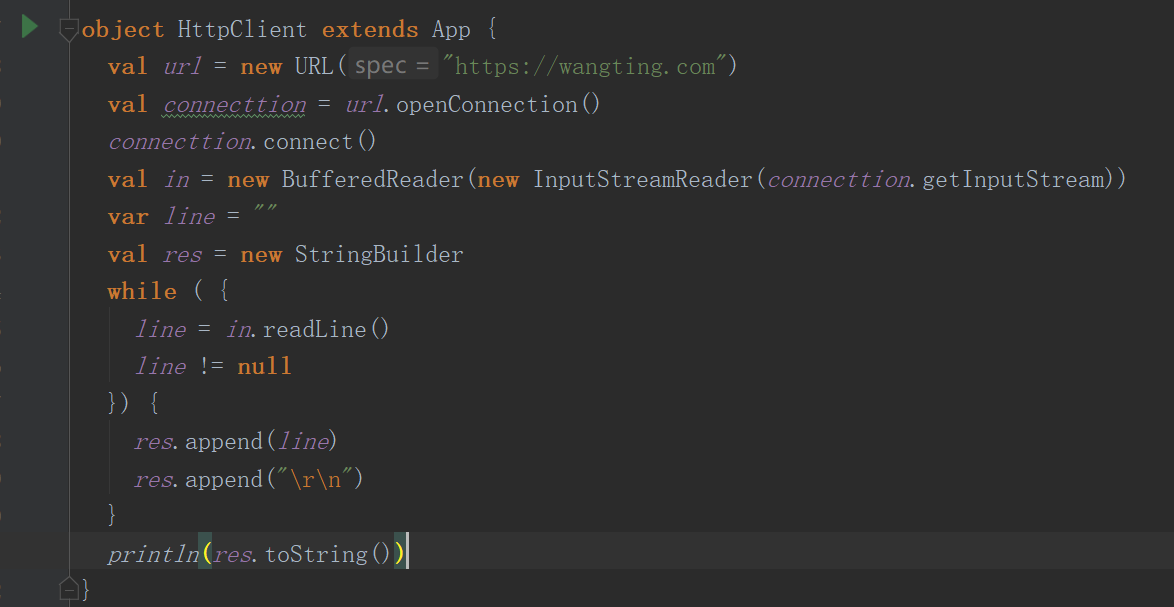 object HttpClient extends App {
val url = new URL( spec = "https://wangting.com")
val connecttion = url.openConnection()
connecttion.connect()
val in = new BufferedReader(new InputStreamReader(connecttion.getInputStream))
var line = ""
val res = new StringBuilder
while ( {
line = in.readLine()
line != null
}) {
res.append(line)
res.append("\r\n")
}
println(res.toString())
}